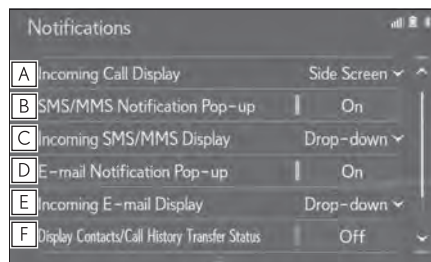 Notifications
A Incoming Call Display Side Screen
B SMS/MMS Notification Pop-up On
C Incoming SMS/MMS Display Drop-down
D E-mail Notification Pop-up On
E Incoming E-mail Display Drop-down
F Display Contacts/Call History Transfer Status Off